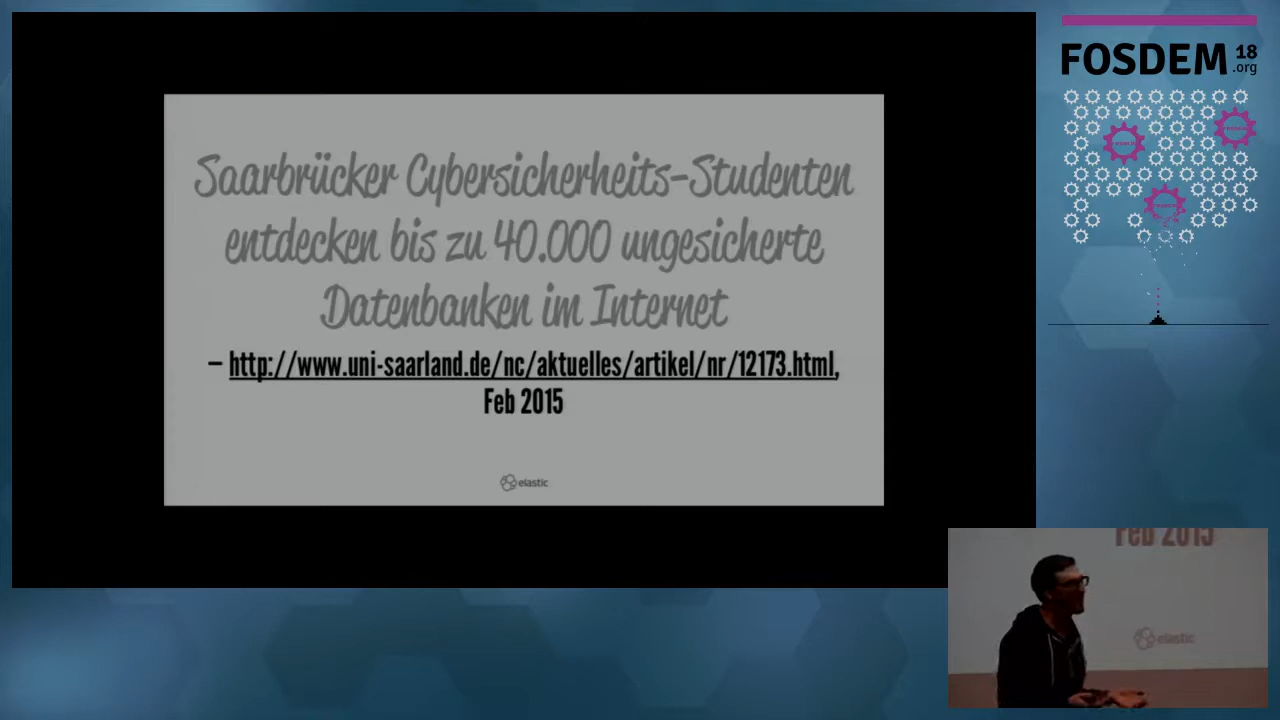 Saarbrücker Cybersicherheits-Studenten
entdecken bis zu 40.000 ungesicherte
Datenbanken im Internet
– http://www.uni-saarland.de/nc/aktuelles/artikel/nr/12173.html,
Feb 2015
elastic
FOSDEM 18
.org
Feb 2015
elastic